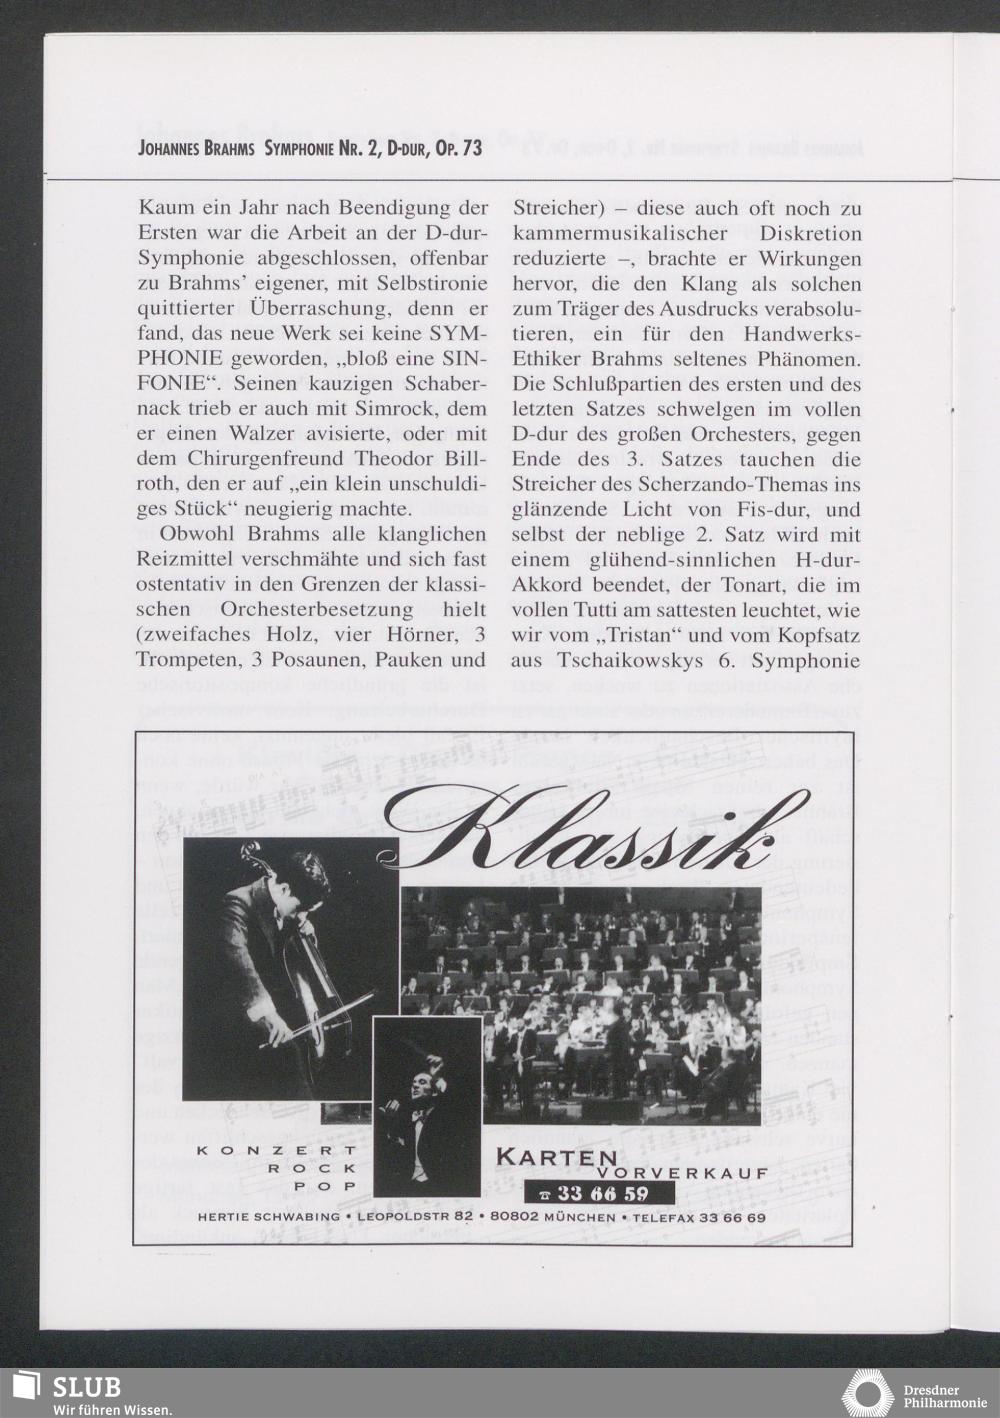 JOHANNES BRAHMS SYMPHONIE NR. 2, D-DUR, OP. 73
Kaum ein Jahr nach Beendigung der
Ersten war die Arbeit an der D-dur-
Symphonie abgeschlossen, offenbar
zu Brahms’ eigener, mit Selbstironie
quittierter Überraschung, denn er
fand, das neue Werk sei keine SYM-
PHONIE geworden, „bloß eine SIN-
FONIE“. Seinen kauzigen Schaber-
nack trieb er auch mit Simrock, dem
er einen Walzer avisierte, oder mit
dem Chirurgenfreund Theodor Bill-
roth, den er auf „ein klein unschuldi-
ges Stück“ neugierig machte.
Obwohl Brahms alle klanglichen
Reizmittel verschmähte und sich fast
ostentativ in den Grenzen der klassi-
schen Orchesterbesetzung hielt
(zweifaches Holz, vier Hörner, 3
Trompeten, 3 Posaunen, Pauken und
Streicher) – diese auch oft noch zu
kammermusikalischer Diskretion
reduzierte –, brachte er Wirkungen
hervor, die den Klang als solchen
zum Träger des Ausdrucks verabsolu-
tieren, ein für den Handwerks-
Ethiker Brahms seltenes Phänomen.
Die Schlußpartien des ersten und des
letzten Satzes schwelgen im vollen
D-dur des großen Orchesters, gegen
Ende des 3. Satzes tauchen die
Streicher des Scherzando-Themas ins
glänzende Licht von Fis-dur, und
selbst der neblige 2. Satz wird mit
einem glühend-sinnlichen H-dur-
Akkord beendet, der Tonart, die im
vollen Tutti am sattesten leuchtet, wie
wir vom „Tristan“ und vom Kopfsatz
aus Tschaikowskys 6. Symphonie
Klassik
KONZERT
ROCK
POP
KARTEN
VORVERKAUF
☎ 33 66 59
HERTIE SCHWABING • LEOPOLDSTR 82 • 80802 MÜNCHEN • TELEFAX 33 66 69
SLUB
Wir führen Wissen.
Dresdner
Philharmonie